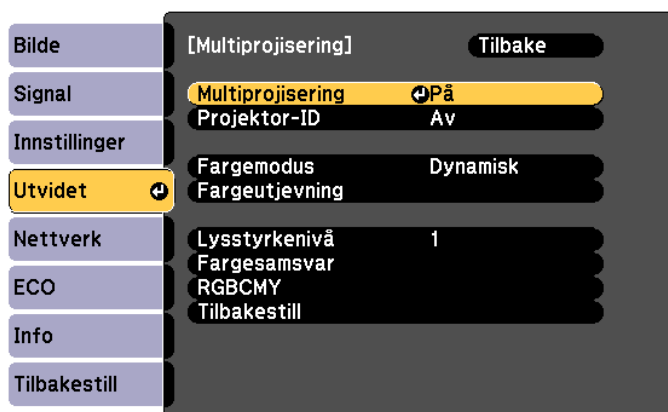 Bilde
Signal
Innstillinger
Utvidet
Nettverk
ECO
Info
Tilbakestill
[Multiprojisering] Tilbake
Multiprojisering På
Projektor-ID Av
Fargemodus Dynamisk
Fargeutjevning
Lysstyrkenivå 1
Fargesamsvar
RGBCMY
Tilbakestill